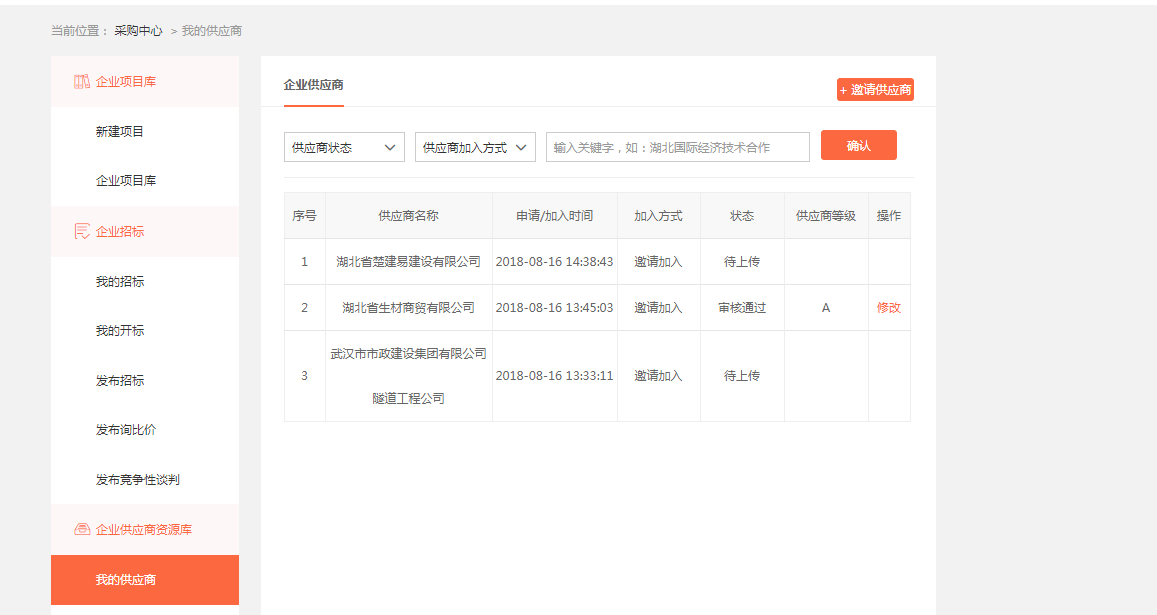 当前位置： 采购中心 > 我的供应商
企业项目库
新建项目
企业项目库
企业招标
我的招标
我的开标
发布招标
发布询比价
发布竞争性谈判
企业供应商资源库
我的供应商
企业供应商
+ 邀请供应商
供应商状态 供应商加入方式 输入关键字，如：湖北国际经济技术合作 确认
序号 供应商名称 申请/加入时间 加入方式 状态 供应商等级 操作
1 湖北省楚建易建设有限公司 2018-08-16 14:38:43 邀请加入 待上传
2 湖北省生材商贸有限公司 2018-08-16 13:45:03 邀请加入 审核通过 A 修改
武汉市市政建设集团有限公司
3 2018-08-16 13:33:11 邀请加入 待上传
隧道工程公司